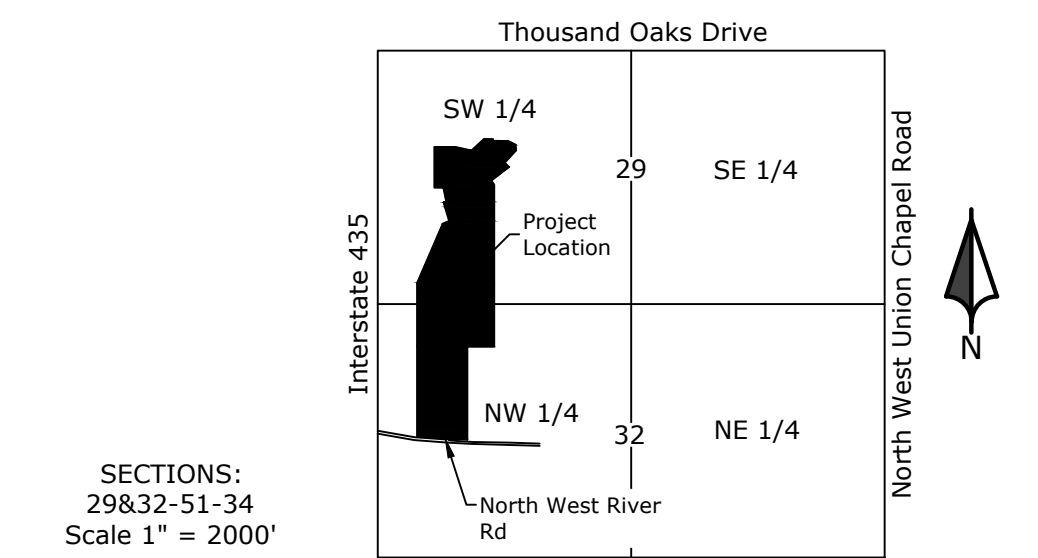 Thousand Oaks Drive
SW 1/4
29
SE 1/4
Project
Location
Interstate 435
North West Union Chapel Road
N
NW 1/4
32
NE 1/4
North West River
Rd
SECTIONS:
29&32-51-34
Scale 1" = 2000'